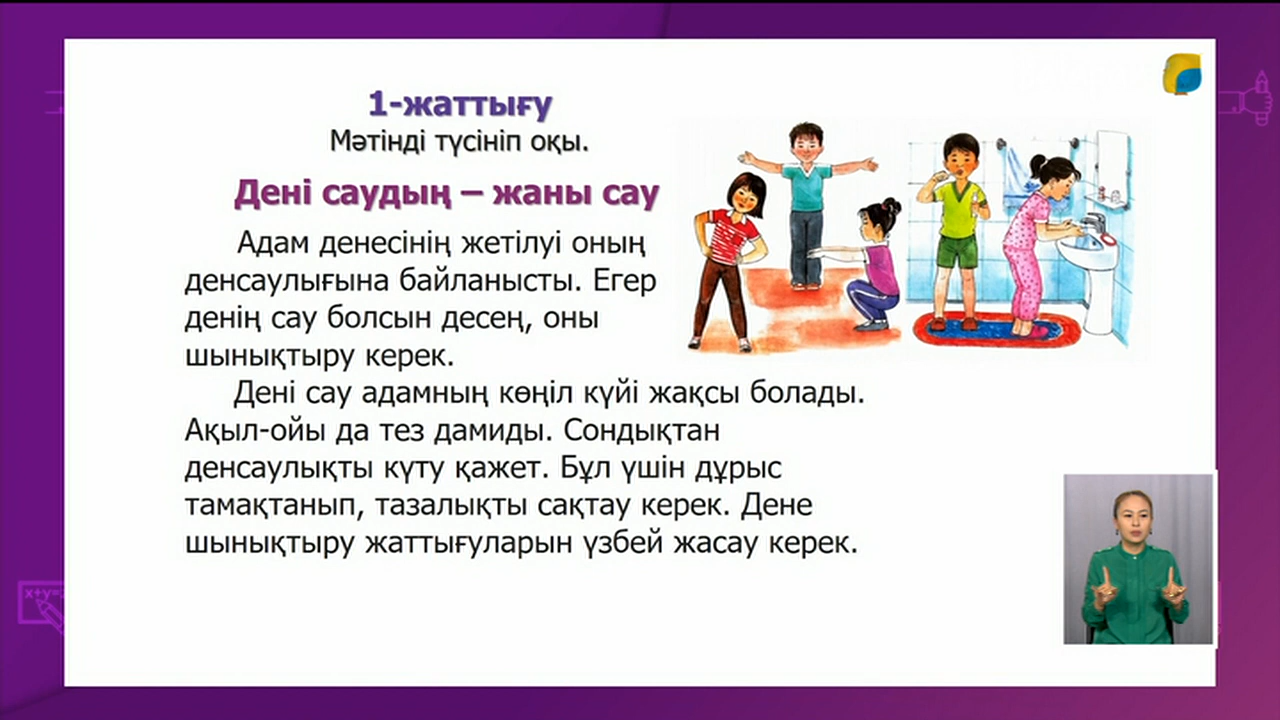 1-жаттығу
Мәтінді түсініп оқы.
Дені саудың – жаны сау
Адам денесінің жетілуі оның
денсаулығына байланысты. Егер
денің сау болсын десең, оны
шынықтыру керек.
Дені сау адамның көңіл күйі жақсы болады.
Ақыл-ойы да тез дамиды. Сондықтан
денсаулықты күту қажет. Бұл үшін дұрыс
тамақтанып, тазалықты сақтау керек. Дене
шынықтыру жаттығуларын үзбей жасау керек.
x+y=